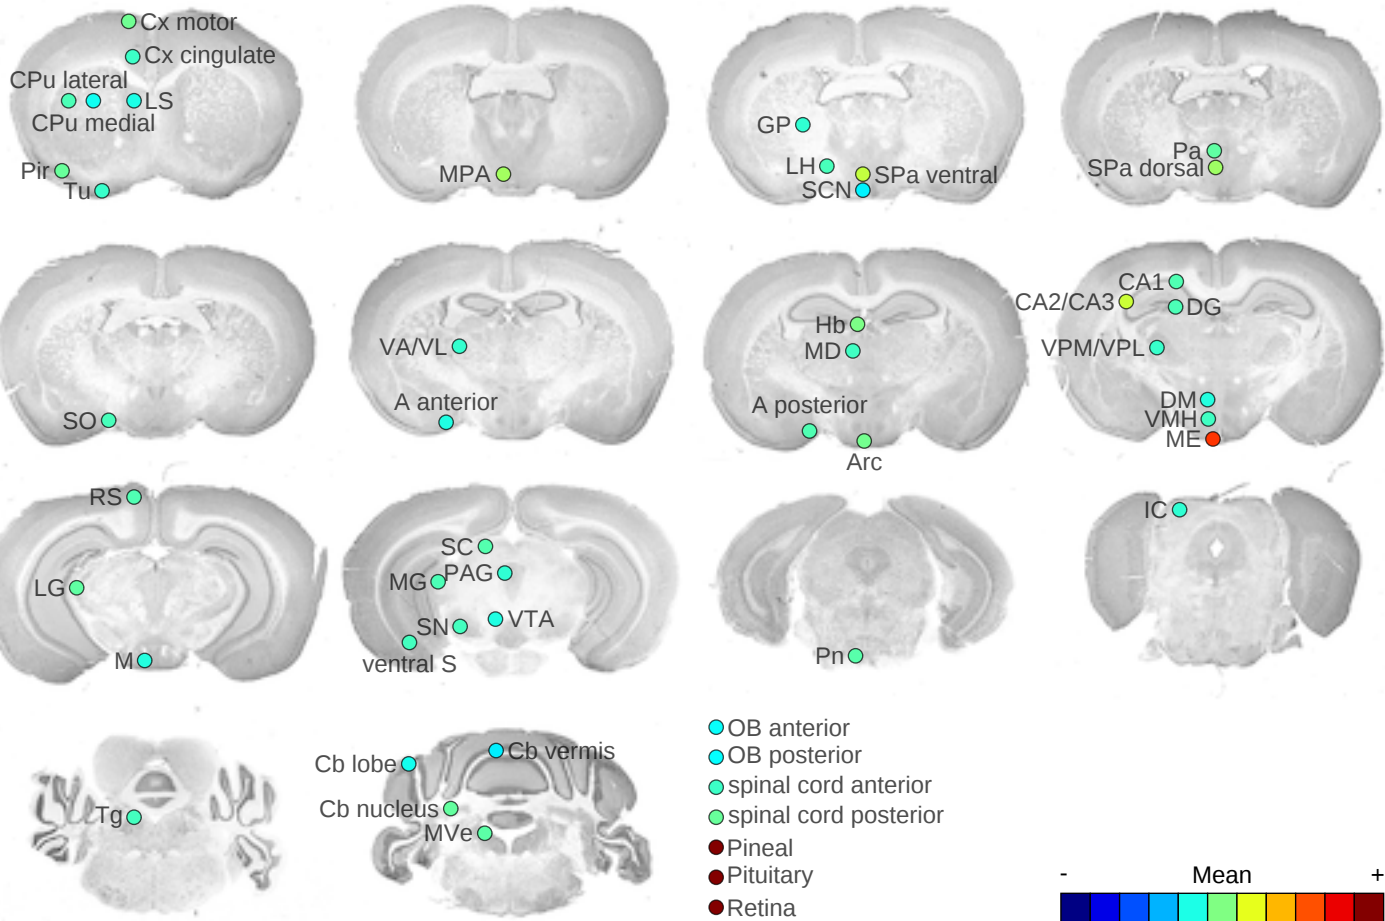 Cx motor
Cx cingulate
CPu lateral
LS
CPu medial
Pir
Tu
MPA
GP
LH
SPa ventral
SCN
Pa
SPa dorsal
SO
VA/VL
A anterior
Hb
MD
A posterior
Arc
CA1
CA2/CA3
DG
VPM/VPL
DM
VMH
ME
RS
LG
M
SC
PAG
MG
VTA
SN
ventral S
Pn
IC
Tg
Cb vermis
Cb lobe
Cb nucleus
MVe
OB anterior
OB posterior
spinal cord anterior
spinal cord posterior
Pineal
Pituitary
Retina
- Mean +